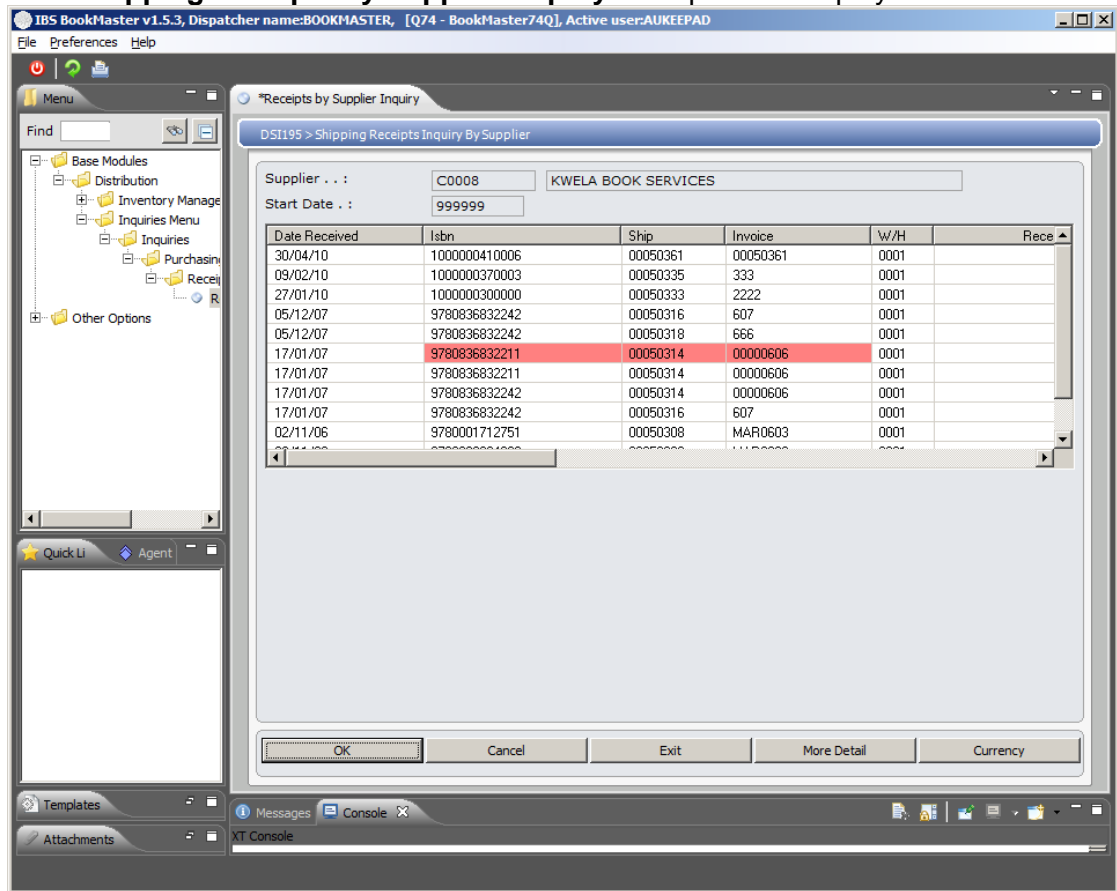 IBS BookMaster v1.5.3, Dispatcher name:BOOKMASTER, [Q74 - BookMaster74Q], Active user:AUKEEPAD
File Preferences Help
Menu
*Receipts by Supplier Inquiry
Find
DSI195 > Shipping Receipts Inquiry By Supplier
Base Modules
Distribution
Inventory Manage
Inquiries Menu
Inquiries
Purchasin
Receip
R
Other Options
Supplier . . : C0008 KWELA BOOK SERVICES
Start Date . : 999999
Date Received Isbn Ship Invoice W/H Rece
30/04/10 1000000410006 00050361 00050361 0001
09/02/10 1000000370003 00050335 333 0001
27/01/10 1000000300000 00050333 2222 0001
05/12/07 9780836832242 00050316 607 0001
05/12/07 9780836832242 00050318 666 0001
17/01/07 9780836832211 00050314 00000606 0001
17/01/07 9780836832211 00050314 00000606 0001
17/01/07 9780836832242 00050314 00000606 0001
17/01/07 9780836832242 00050316 607 0001
02/11/06 9780001712751 00050308 MAR0603 0001
Quick Li Agent
OK Cancel Exit More Detail Currency
Templates
Messages Console
Attachments
XT Console